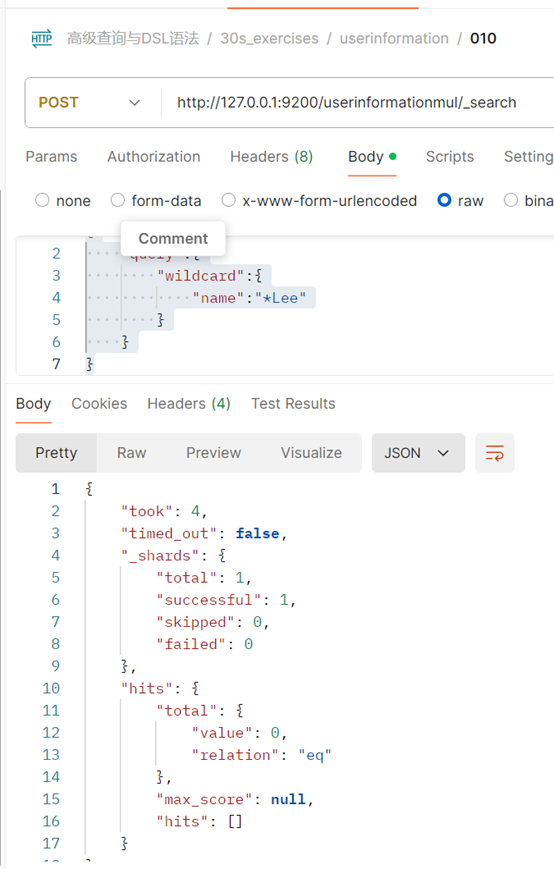 HTTP 高级查询与DSL语法 / 30s_exercises / userinformation / 010
POST http://127.0.0.1:9200/userinformationmul/_search
Params Authorization Headers (8) Body Scripts Setting
none form-data x-www-form-urlencoded raw bina
Comment
2 query":{
3 "wildcard":{
4 "name":"*Lee"
5 }
6 }
7 }
Body Cookies Headers (4) Test Results
Pretty Raw Preview Visualize JSON
1 {
2 "took": 4,
3 "timed_out": false,
4 "_shards": {
5 "total": 1,
6 "successful": 1,
7 "skipped": 0,
8 "failed": 0
9 },
10 "hits": {
11 "total": {
12 "value": 0,
13 "relation": "eq"
14 },
15 "max_score": null,
16 "hits": []
17 }